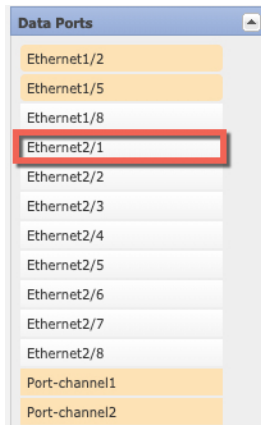 Data Ports
Ethernet1/2
Ethernet1/5
Ethernet1/8
Ethernet2/1
Ethernet2/2
Ethernet2/3
Ethernet2/4
Ethernet2/5
Ethernet2/6
Ethernet2/7
Ethernet2/8
Port-channel1
Port-channel2